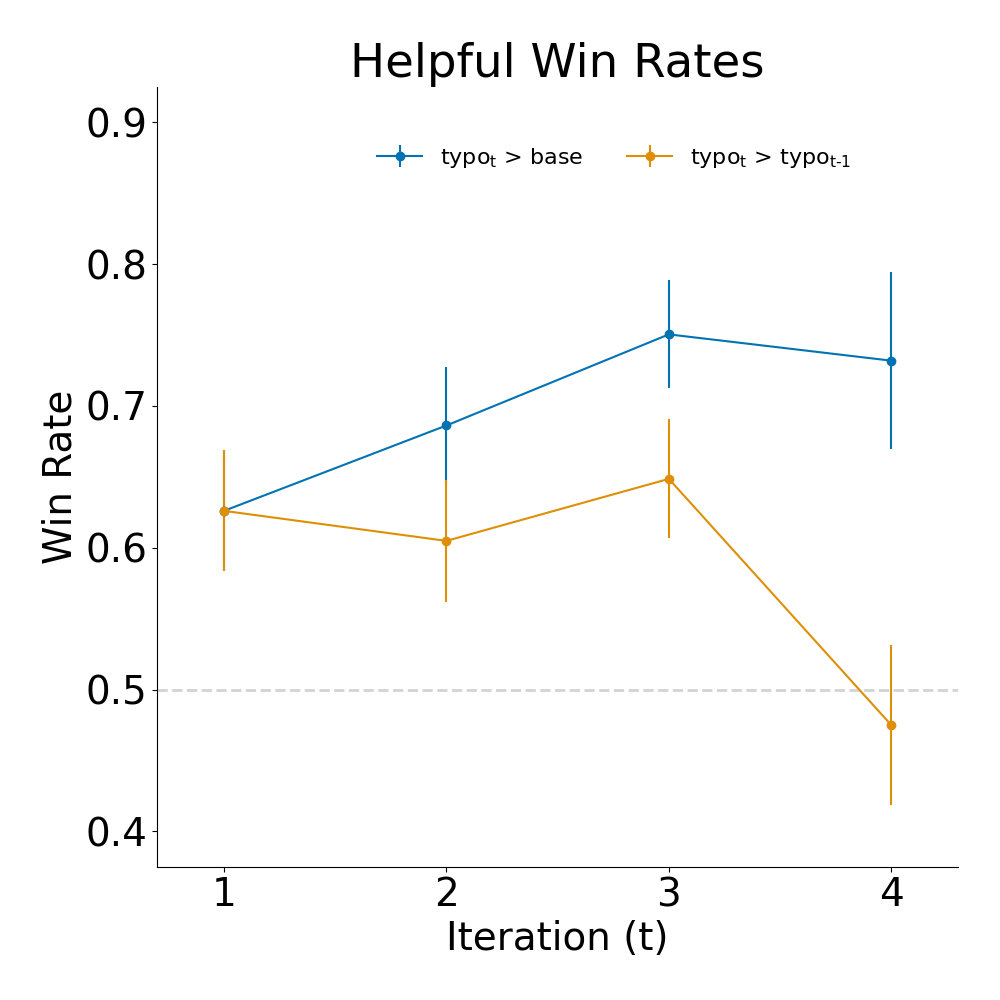 Helpful Win Rates
typoₜ > base
typoₜ > typoₜ₋₁
0.9
0.8
0.7
0.6
0.5
0.4
Win Rate
1 2 3 4
Iteration (t)